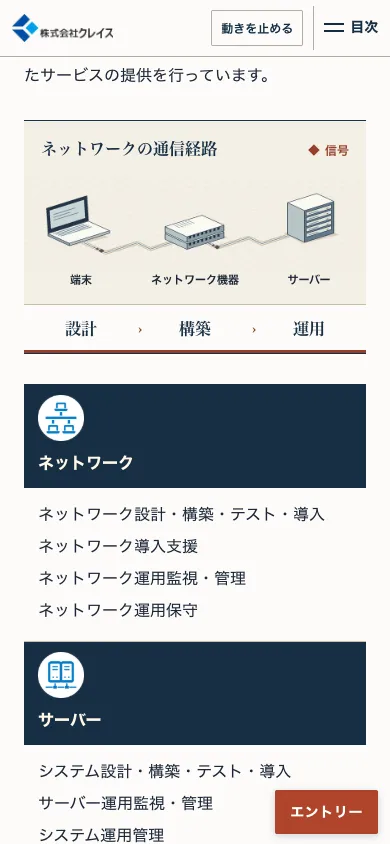 株式会社クレイス
動きを止める
目次
たサービスの提供を行っています。
ネットワークの通信経路
◆ 信号
端末
ネットワーク機器
サーバー
設計 › 構築 › 運用
ネットワーク
ネットワーク設計・構築・テスト・導入
ネットワーク導入支援
ネットワーク運用監視・管理
ネットワーク運用保守
サーバー
システム設計・構築・テスト・導入
サーバー運用監視・管理
システム運用管理
エントリー